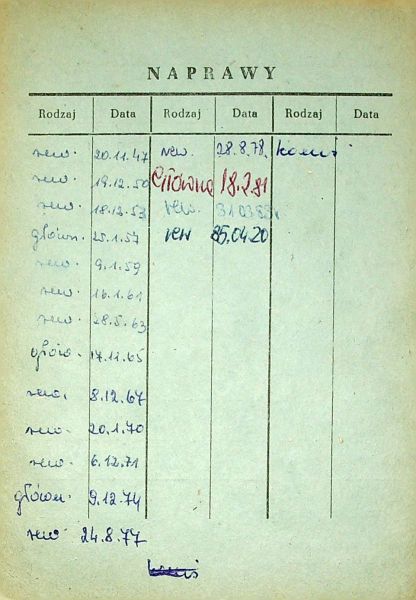 NAPRAWY
Rodzaj Data Rodzaj Data Rodzaj Data
rew. 20.11.47 rew. 28.8.78.
rew. 19.12.50 Główna 18.2.81
rew. 18.12.53 rew. 31.03.83r.
główn. 25.1.57 rew 85.04.20
rew. 9.1.59
rew. 16.1.61
rew. 28.5.63
głów. 17.11.65
rew. 8.12.67
rew. 20.1.70
rew. 6.12.71
główn. 9.12.74
rew. 24.8.77